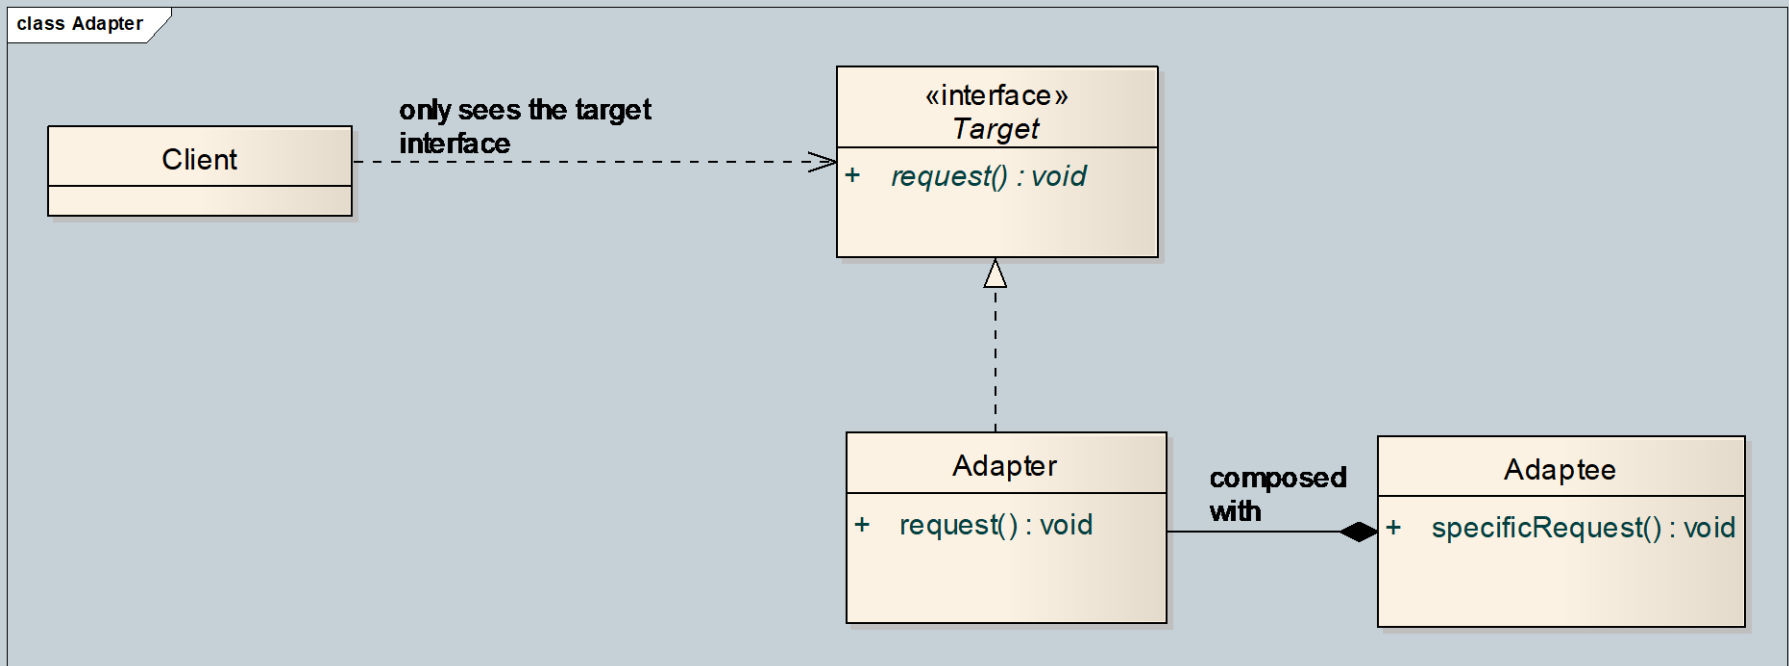 class Adapter
only sees the target
interface
Client
«interface»
Target
+ request() : void
Adapter
+ request() : void
composed
with
Adaptee
+ specificRequest() : void